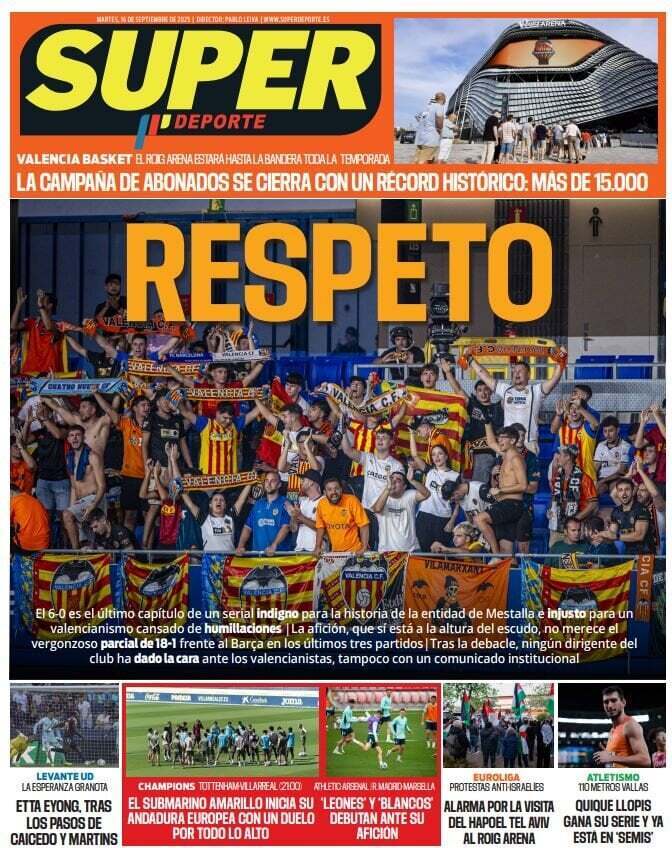 MARTES, 16 DE SEPTIEMBRE DE 2025 | DIRECTOR: PABLO LEIVA | WWW.SUPERDEPORTE.ES
SUPER
DEPORTE
ROIG ARENA
VALENCIA BASKET EL ROIG ARENA ESTARÁ HASTA LA BANDERA TODA LA TEMPORADA
LA CAMPAÑA DE ABONADOS SE CIERRA CON UN RÉCORD HISTÓRICO: MÁS DE 15.000
RESPETO
VALENCIA C.F.
VALENCIA C.F.
TOYOTA
VALENCIA C.F.
VILAMARXANT
El 6-0 es el último capítulo de un serial indigno para la historia de la entidad de Mestalla e injusto para un
valencianismo cansado de humillaciones | La afición, que sí está a la altura del escudo, no merece el
vergonzoso parcial de 18-1 frente al Barça en los últimos tres partidos | Tras la debacle, ningún dirigente del
club ha dado la cara ante los valencianistas, tampoco con un comunicado institucional
LEVANTE UD
LA ESPERANZA GRANOTA
ETTA EYONG, TRAS
LOS PASOS DE
CAICEDO Y MARTINS
CHAMPIONS TOTTENHAM-VILLARREAL (21:00)
EL SUBMARINO AMARILLO INICIA SU
ANDADURA EUROPEA CON UN DUELO
POR TODO LO ALTO
ATHLETIC ARSENAL / R. MADRID MARSELLA
'LEONES' Y 'BLANCOS'
DEBUTAN ANTE SU
AFICIÓN
EUROLIGA
PROTESTAS ANTI-ISRAELÍES
ALARMA POR LA VISITA
DEL HAPOEL TEL AVIV
AL ROIG ARENA
ATLETISMO
110 METROS VALLAS
QUIQUE LLOPIS
GANA SU SERIE Y YA
ESTÁ EN 'SEMIS'